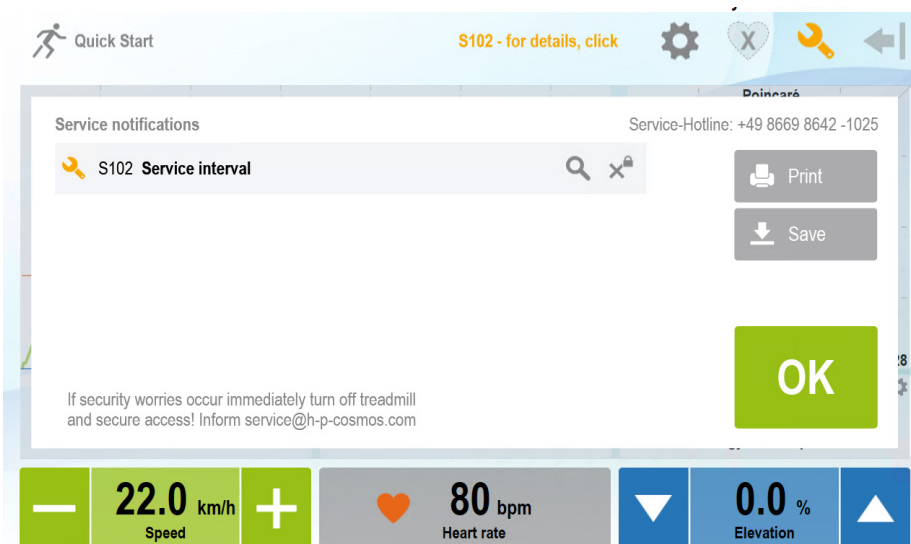 Quick Start
S102 - for details, click
X
Poincaré
Service notifications
Service-Hotline: +49 8669 8642 -1025
S102 Service interval
Print
Save
OK
28
If security worries occur immediately turn off treadmill
and secure access! Inform service@h-p-cosmos.com
22.0 km/h
Speed
80 bpm
Heart rate
0.0 %
Elevation